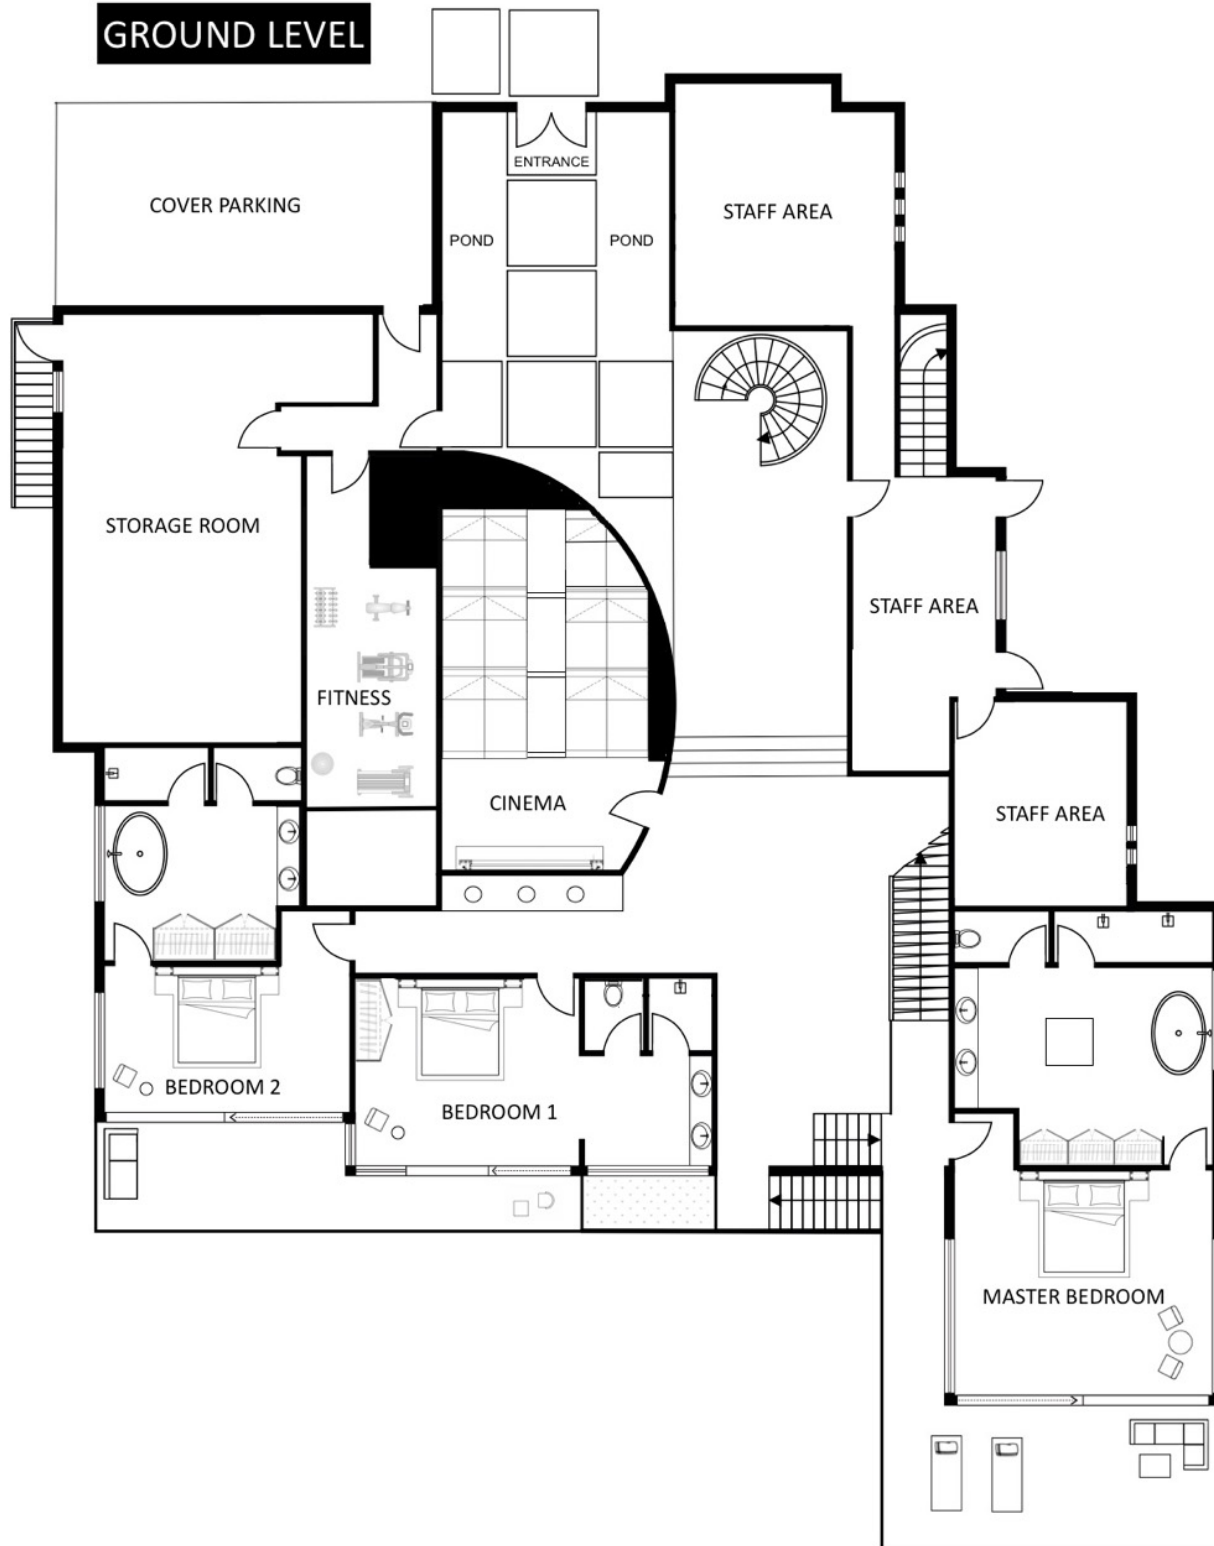 GROUND LEVEL
ENTRANCE
COVER PARKING
STAFF AREA
POND
POND
STORAGE ROOM
STAFF AREA
FITNESS
CINEMA
STAFF AREA
BEDROOM 2
BEDROOM 1
MASTER BEDROOM